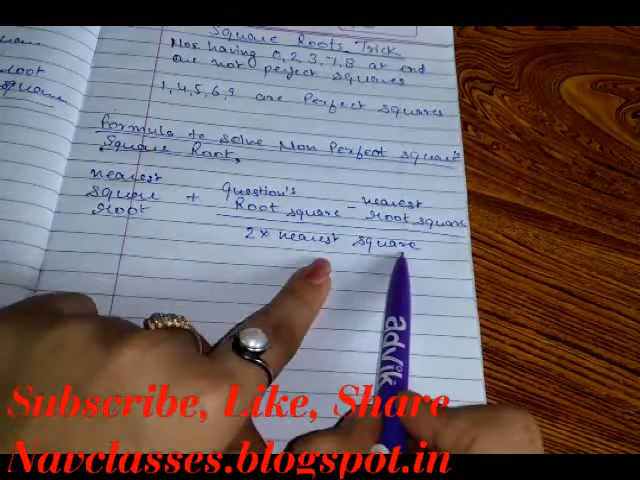 Square Roots Trick
Nos. having 0,2,3,7,8 at end
are not perfect squares
1,4,5,6,9 are Perfect squares
Formula to solve Non Perfect square's
Square Root,
nearest
square
root
+
Question's
Root square - nearest
Root square
2 x nearest square
root
advik
Subscribe, Like, Share
Navclasses.blogspot.in